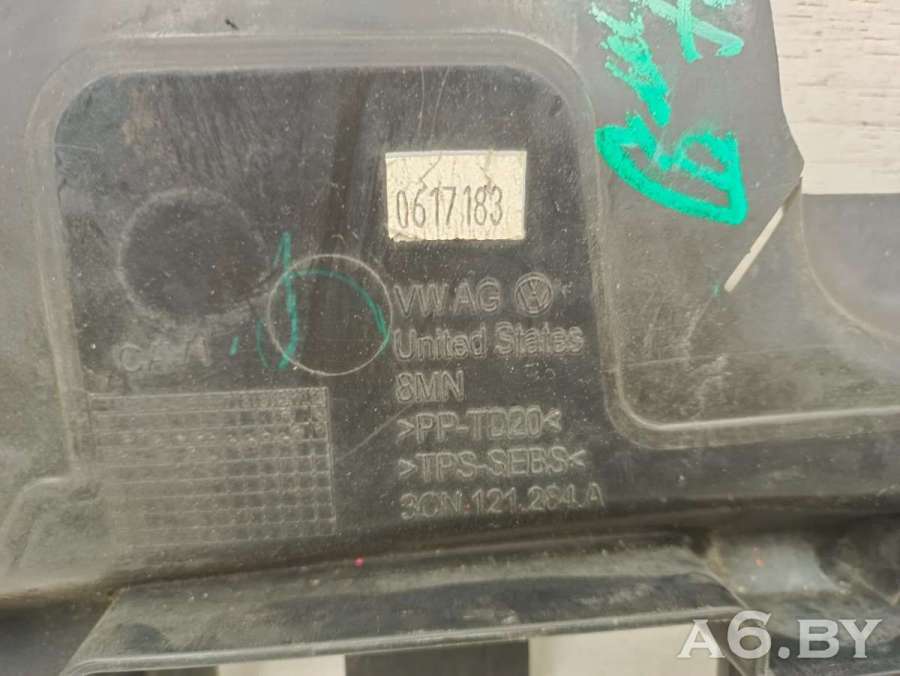 0617183
VW AG
United States
8MN
>PP-TD20<
>TPS-SEBS<
3CN.121.284.A
A6.BY